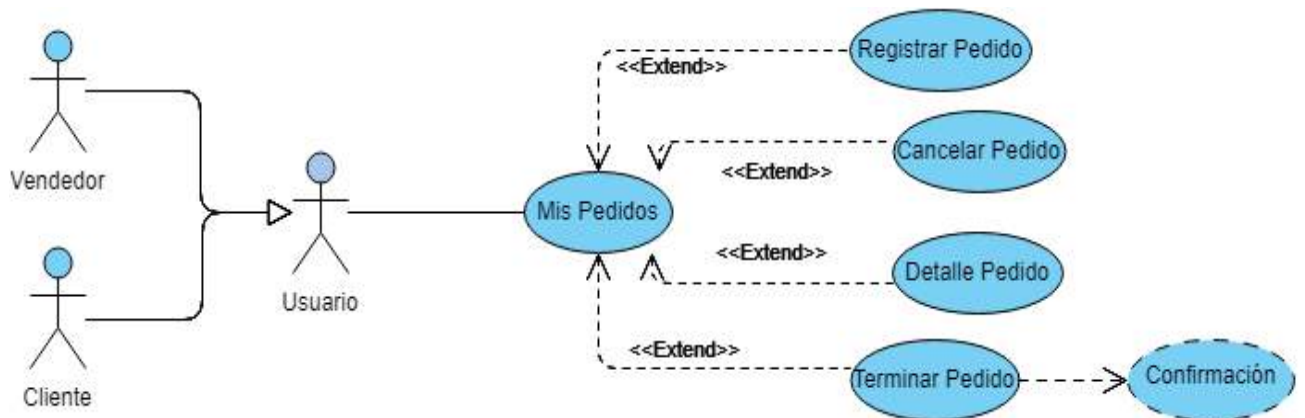 Registrar Pedido
<<Extend>>
Cancelar Pedido
<<Extend>>
Vendedor
Mis Pedidos
<<Extend>>
Detalle Pedido
Usuario
<<Extend>>
Terminar Pedido
Confirmación
Cliente